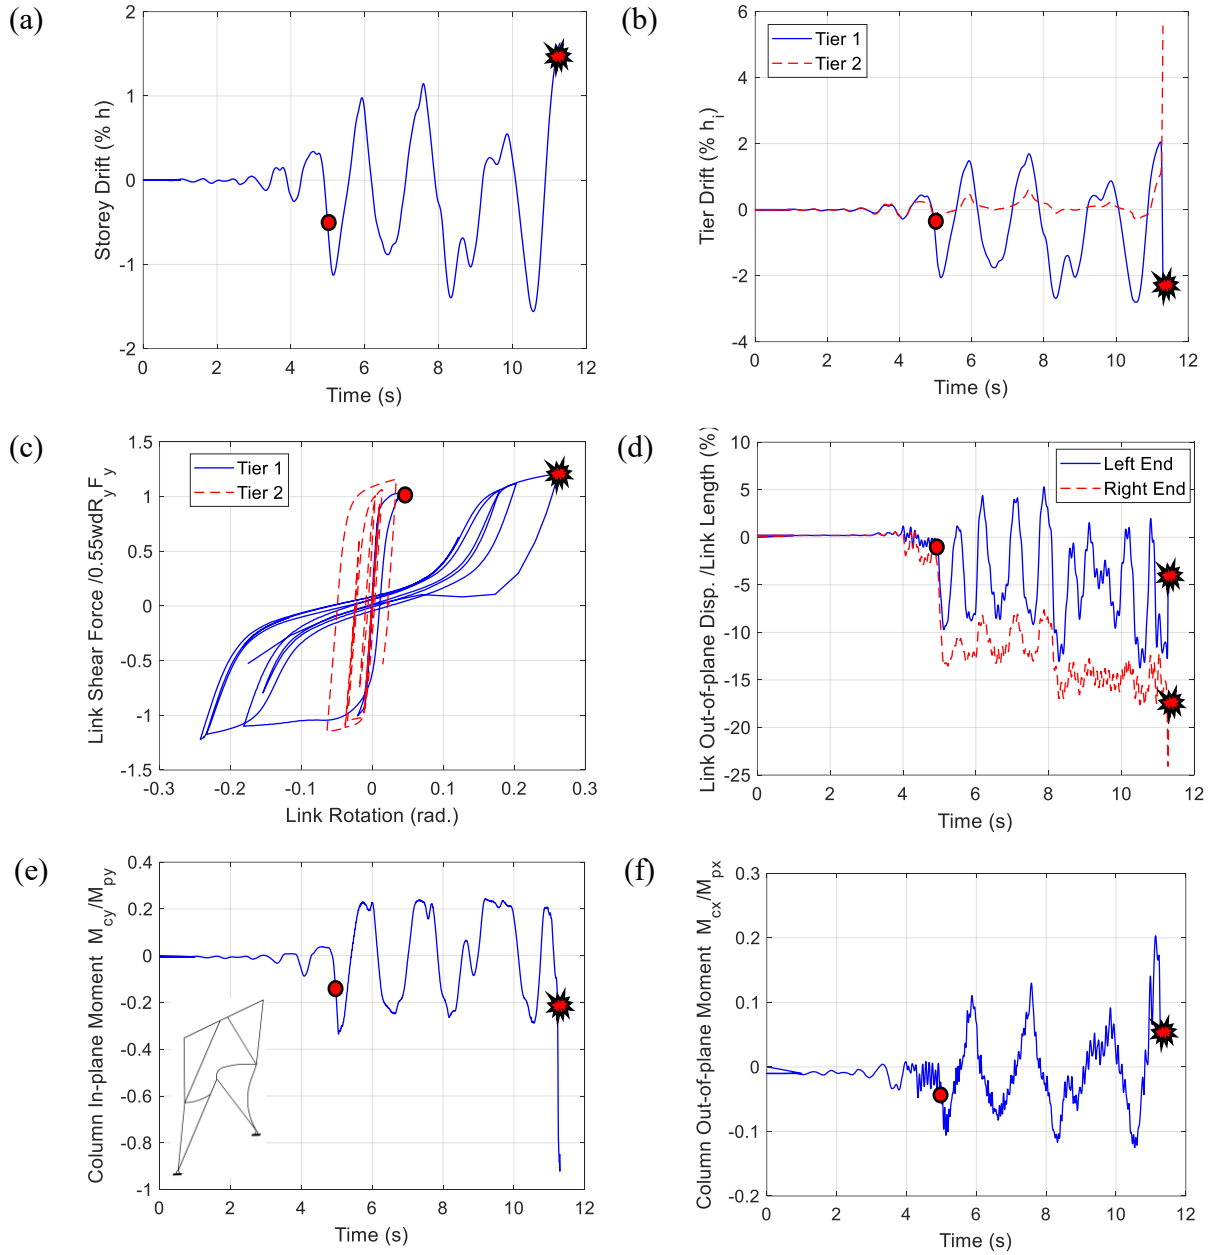 (a)
2
1
0
-1
-2
Storey Drift (% h)
0 2 4 6 8 10 12
Time (s)
(b)
Tier 1
Tier 2
6
4
2
0
-2
-4
Tier Drift (% h_i)
0 2 4 6 8 10 12
Time (s)
(c)
Tier 1
Tier 2
1.5
1
0.5
0
-0.5
-1
-1.5
Link Shear Force /0.55wdR_yF_y
-0.3 -0.2 -0.1 0 0.1 0.2 0.3
Link Rotation (rad.)
(d)
Left End
Right End
10
5
0
-5
-10
-15
-20
-25
Link Out-of-plane Disp. /Link Length (%)
0 2 4 6 8 10 12
Time (s)
(e)
0.4
0.2
0
-0.2
-0.4
-0.6
-0.8
-1
Column In-plane Moment M_cy/M_py
0 2 4 6 8 10 12
Time (s)
(f)
0.3
0.2
0.1
0
-0.1
-0.2
Column Out-of-plane Moment M_cx/M_px
0 2 4 6 8 10 12
Time (s)